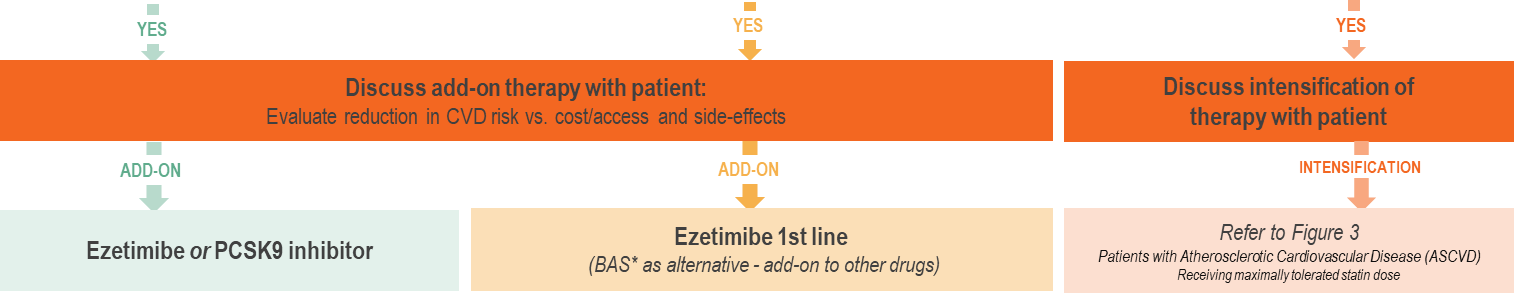 YES
YES
YES
Discuss add-on therapy with patient:
Evaluate reduction in CVD risk vs. cost/access and side-effects
Discuss intensification of
therapy with patient
ADD-ON
ADD-ON
INTENSIFICATION
Ezetimibe or PCSK9 inhibitor
Ezetimibe 1st line
(BAS* as alternative - add-on to other drugs)
Refer to Figure 3
Patients with Atherosclerotic Cardiovascular Disease (ASCVD)
Receiving maximally tolerated statin dose